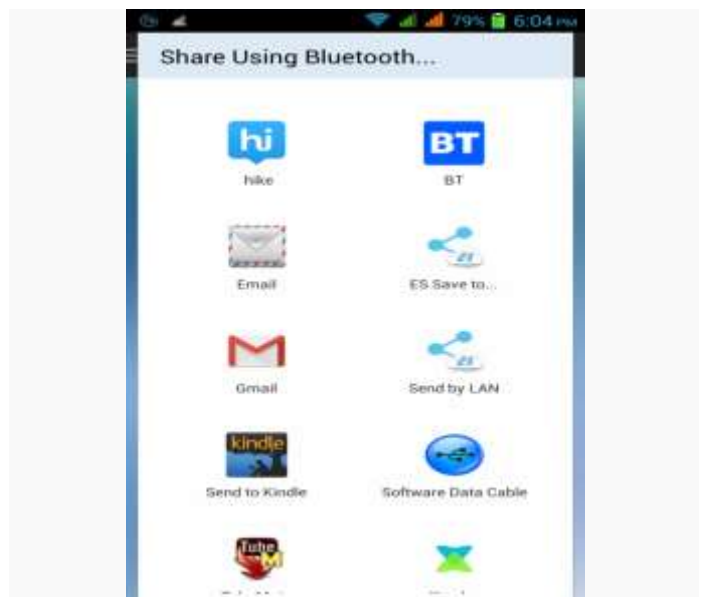 79% 6:04 PM
Share Using Bluetooth...
hi
BT
hike
BT
Email
ES Save to...
Gmail
Send by LAN
kindle
Send to Kindle
Software Data Cable
Tube
M